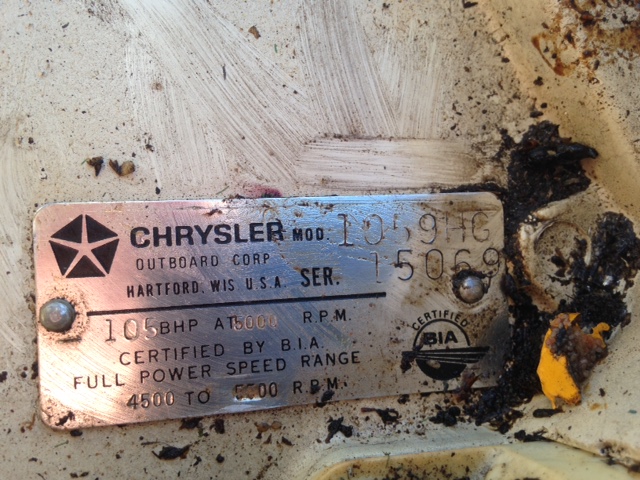 CHRYSLER MOD. 1059HG
OUTBOARD CORP
HARTFORD, WIS U.S.A. SER. 15069
105 BHP AT 5000 R.P.M.
CERTIFIED BY B.I.A.
FULL POWER SPEED RANGE
4500 TO 5500 R.P.M.
CERTIFIED
BIA